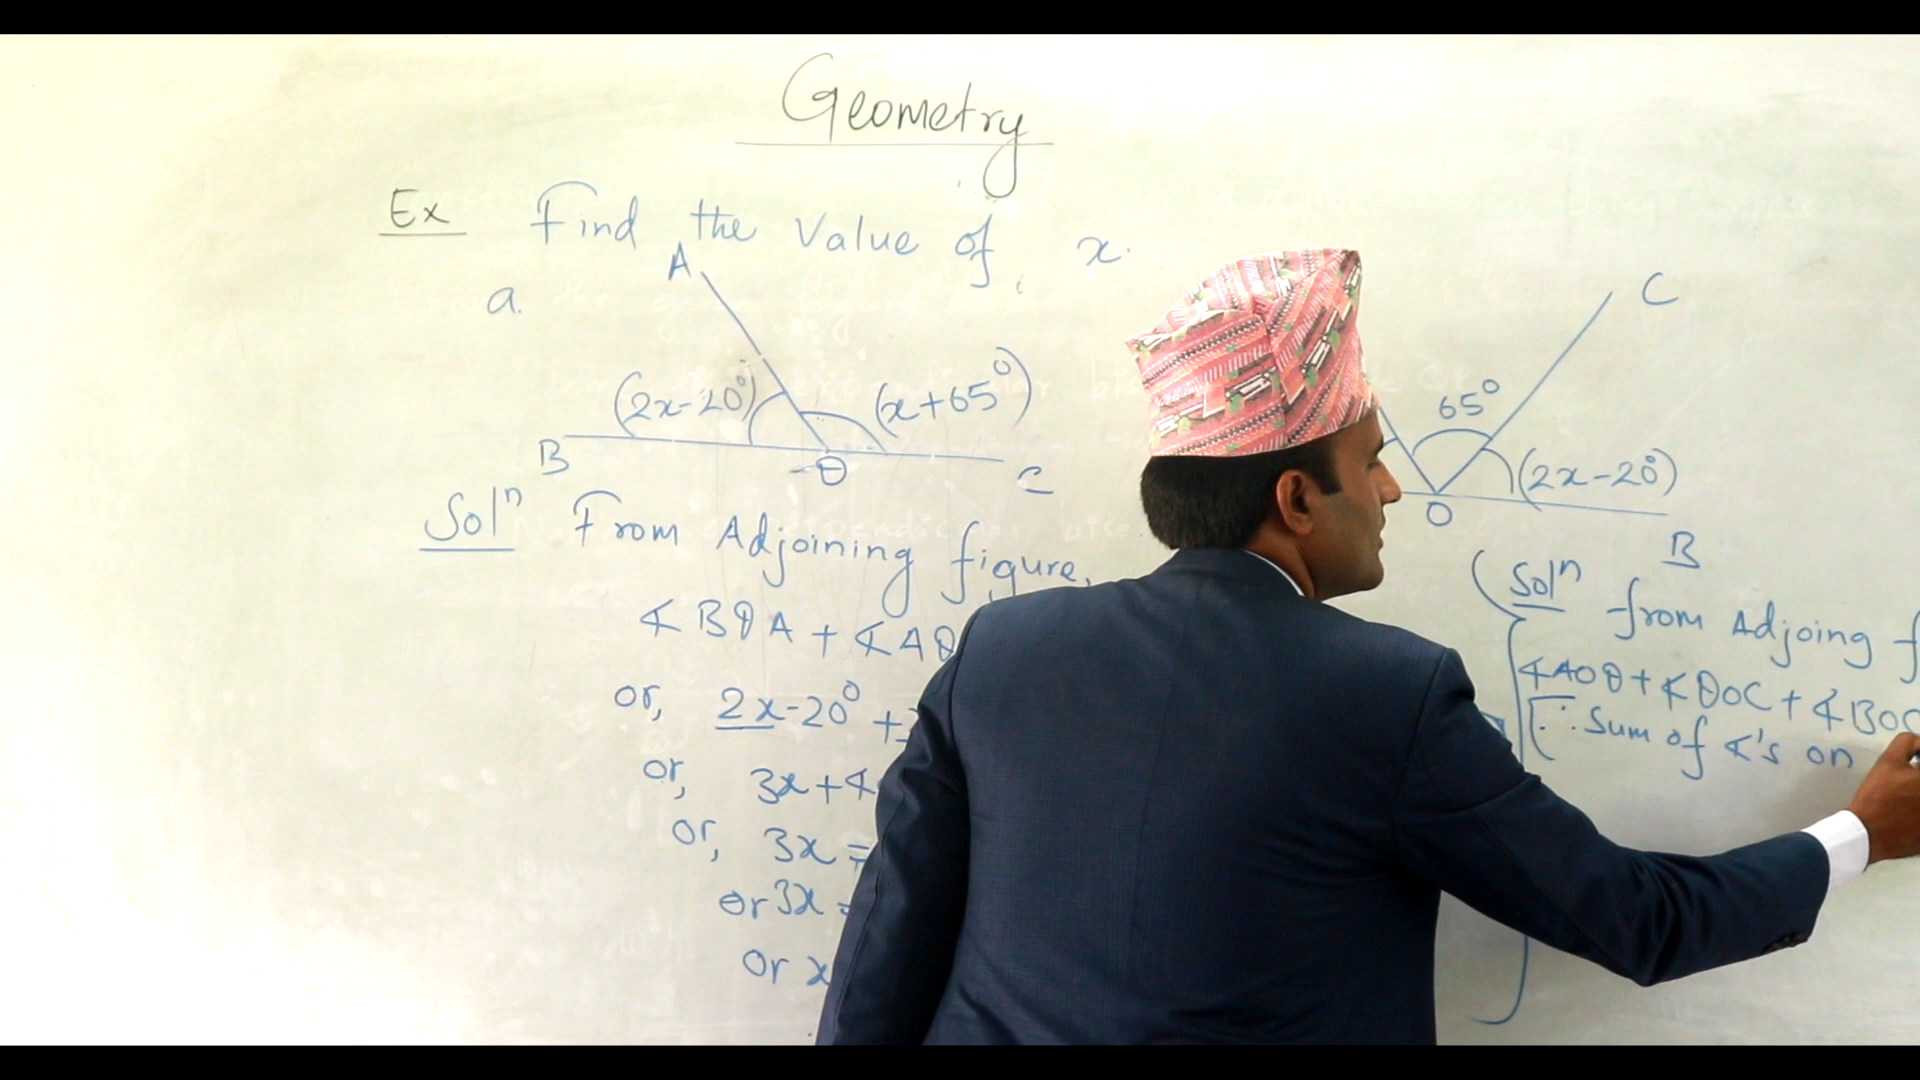 Geometry
Ex Find the Value of x.
a.
A
(2x-20°) (x+65°)
B O C
Solⁿ From Adjoining figure,
∡BOA + ∡AO
or, 2x-20° +
or, 3x+4
or, 3x =
or 3x =
or x
C
65°
(2x-20°)
O
B
Solⁿ from Adjoing f
∡AOD + ∡DOC + ∡BOC
[∵ Sum of ∡'s on